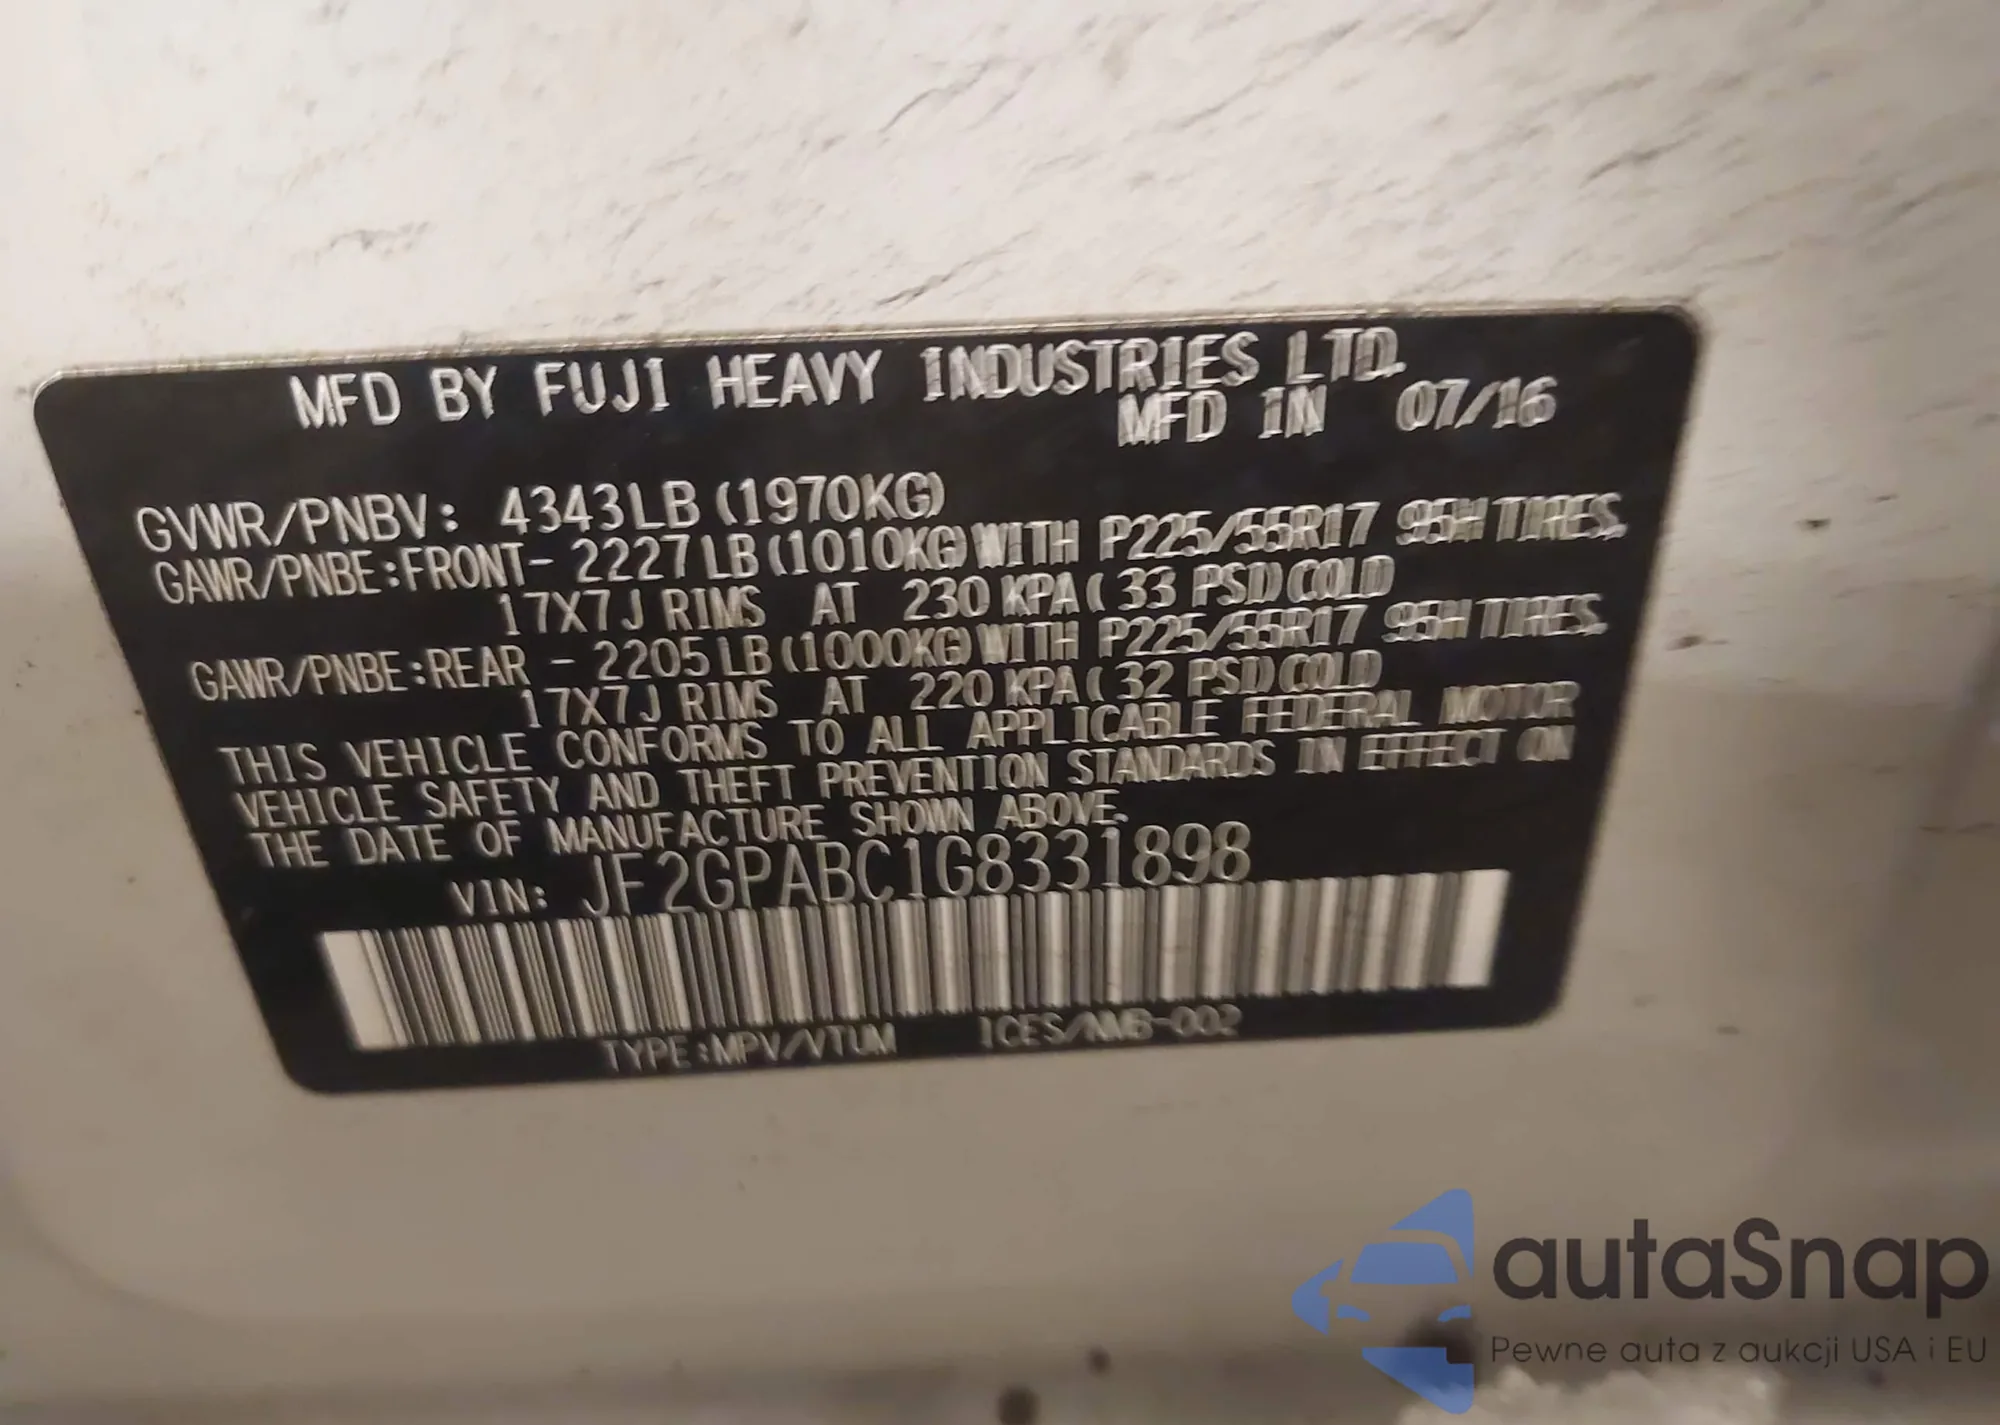 MFD BY FUJI HEAVY INDUSTRIES LTD.
MFD IN 07/16
GVWR/PNBV: 4343LB (1970KG)
GAWR/PNBE:FRONT- 2227LB (1010KG) WITH P225/55R17 95H TIRES,
17X7J RIMS AT 230 KPA ( 33 PSI) COLD
GAWR/PNBE:REAR - 2205LB (1000KG) WITH P225/55R17 95H TIRES,
17X7J RIMS AT 220 KPA ( 32 PSI) COLD
THIS VEHICLE CONFORMS TO ALL APPLICABLE FEDERAL MOTOR
VEHICLE SAFETY AND THEFT PREVENTION STANDARDS IN EFFECT ON
THE DATE OF MANUFACTURE SHOWN ABOVE.
VIN: JF2GPABC1G8331898
TYPE:MPV/VTUM ICES/NMB-002
autaSnap
Pewne auta z aukcji USA i EU